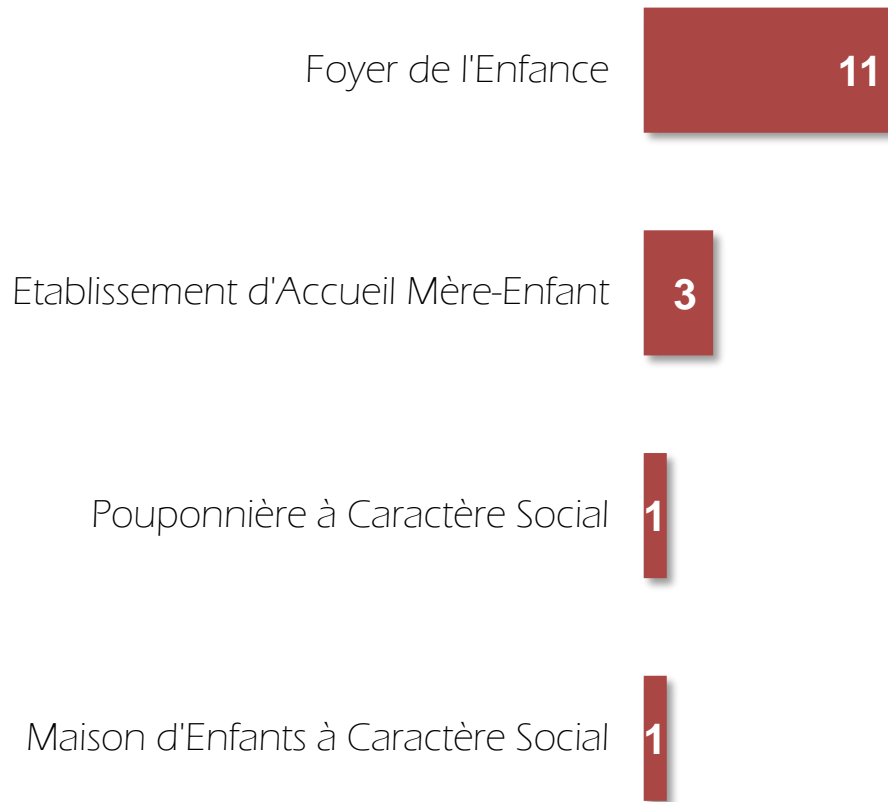 Foyer de l'Enfance 11
Etablissement d'Accueil Mère-Enfant 3
Pouponnière à Caractère Social 1
Maison d'Enfants à Caractère Social 1